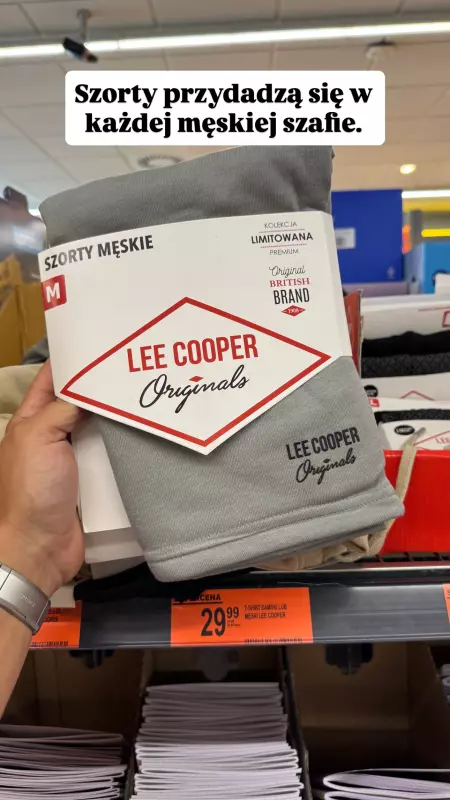 Szorty przydadzą się w
każdej męskiej szafie.
SZORTY MĘSKIE
M
KOLEKCJA
LIMITOWANA
PREMIUM
Original
BRITISH
BRAND
1908
LEE COOPER
Originals
LEE COOPER
Originals
CENA
29 99
T-SHIRT DAMSKI LUB
MĘSKI LEE COOPER